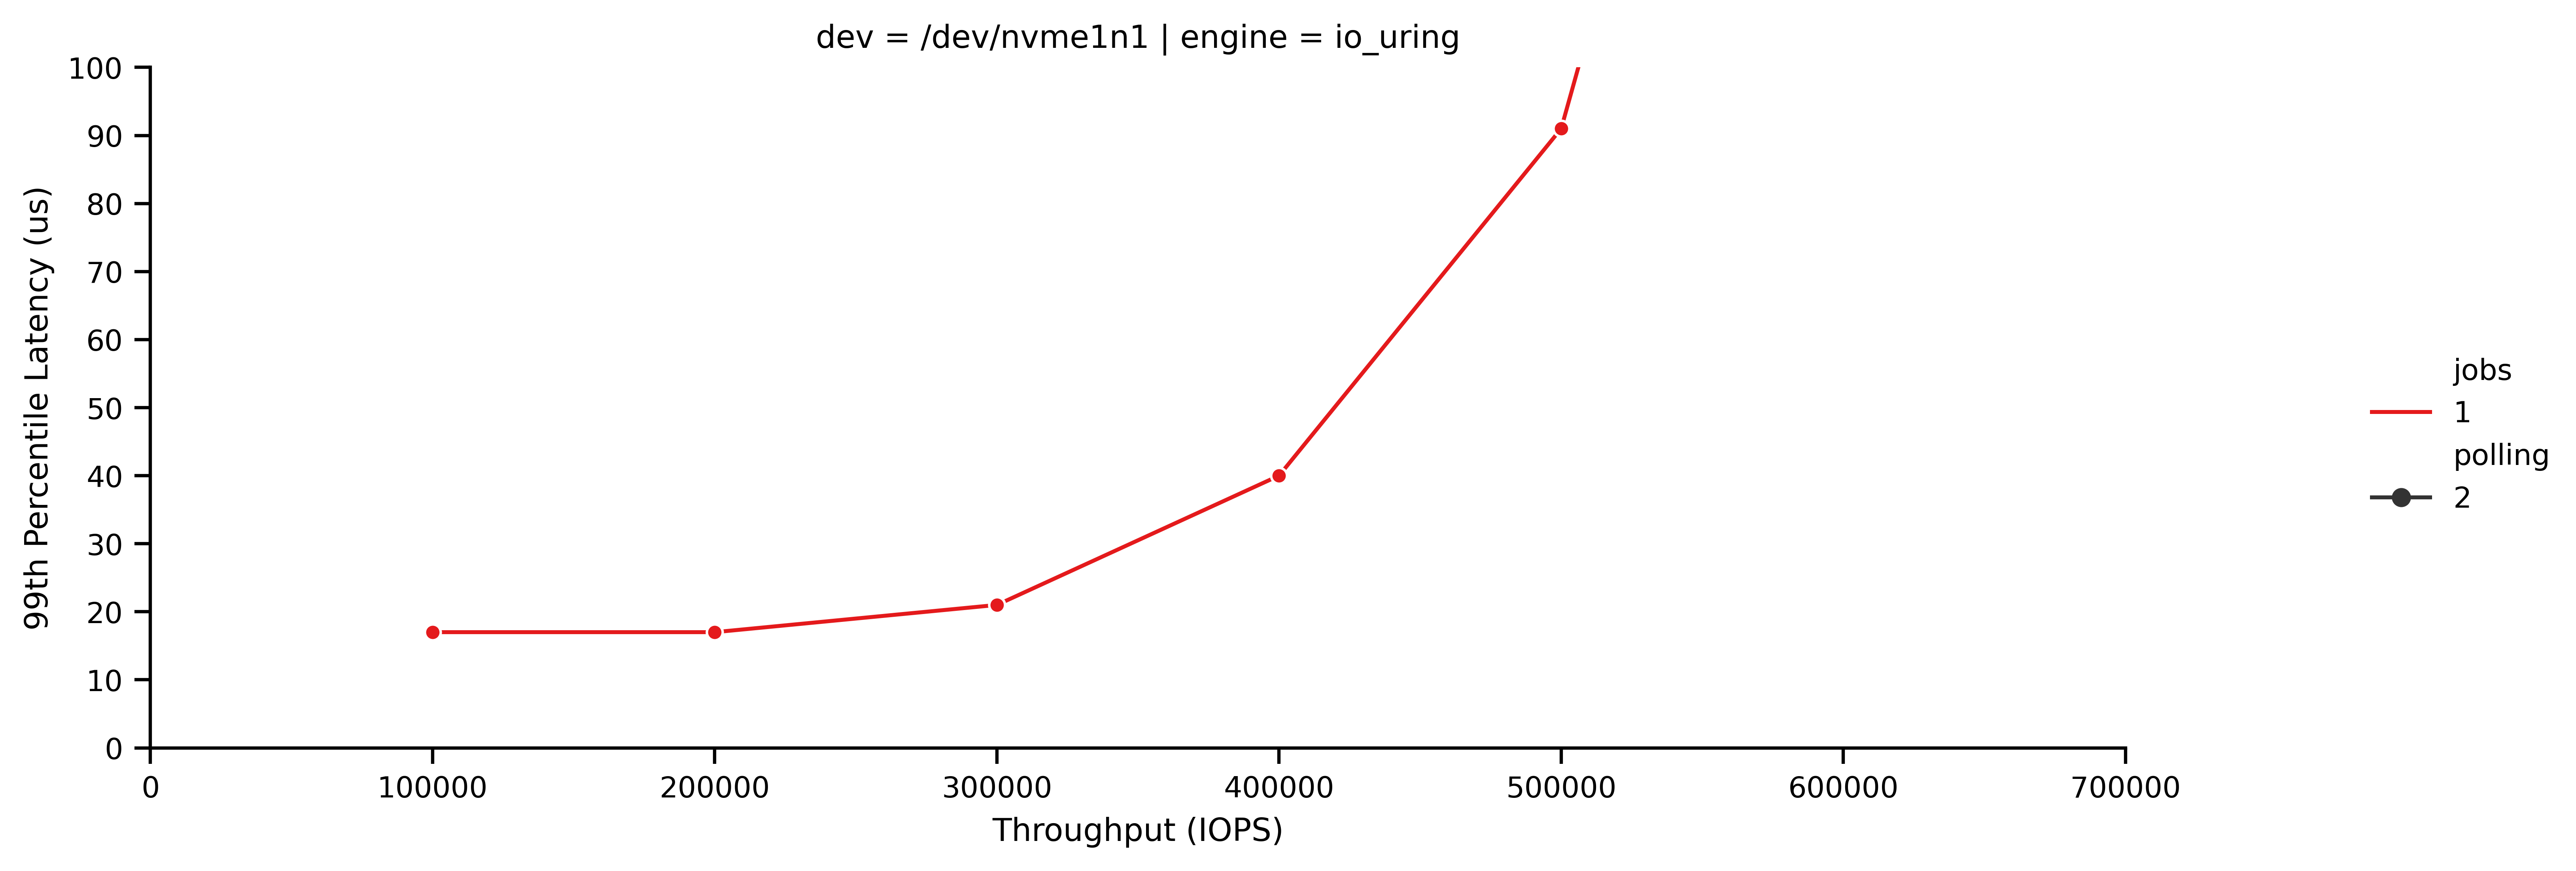 dev = /dev/nvme1n1 | engine = io_uring
100
90
80
70
60
50
40
30
20
10
0
99th Percentile Latency (us)
0 100000 200000 300000 400000 500000 600000 700000
Throughput (IOPS)
jobs
1
polling
2